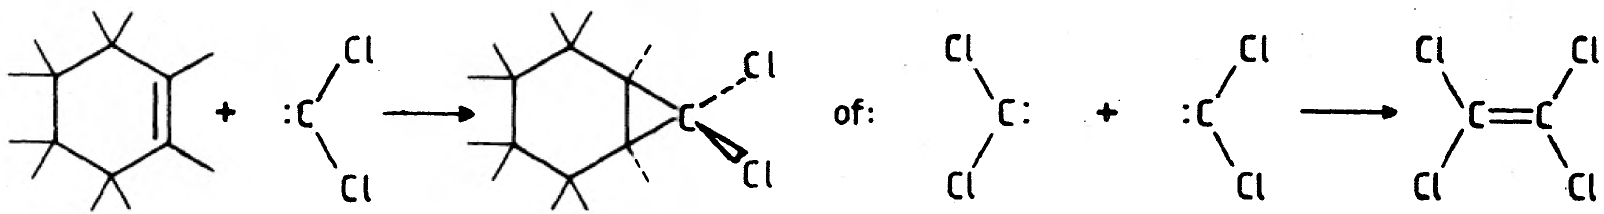 + :C Cl Cl → C Cl Cl of: Cl Cl C: + :C Cl Cl → Cl Cl C=C Cl Cl